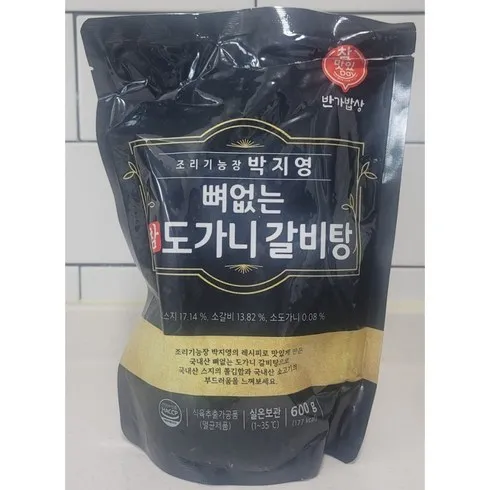 찰
맛있
day
반가밥상
조리기능장 박지영
뼈없는
참 도가니 갈비탕
스지 17.14 %, 소갈비 13.82 %, 소도가니 0.08 %
조리기능장 박지영의 레시피로 맛있게 만든
국내산 뼈없는 도가니 갈비탕으로
국내산 스지의 쫄깃함과 국내산 소고기의
부드러움을 느껴보세요.
HACCP
식육추출가공품
(멸균제품)
실온보관
(1~35℃)
600 g